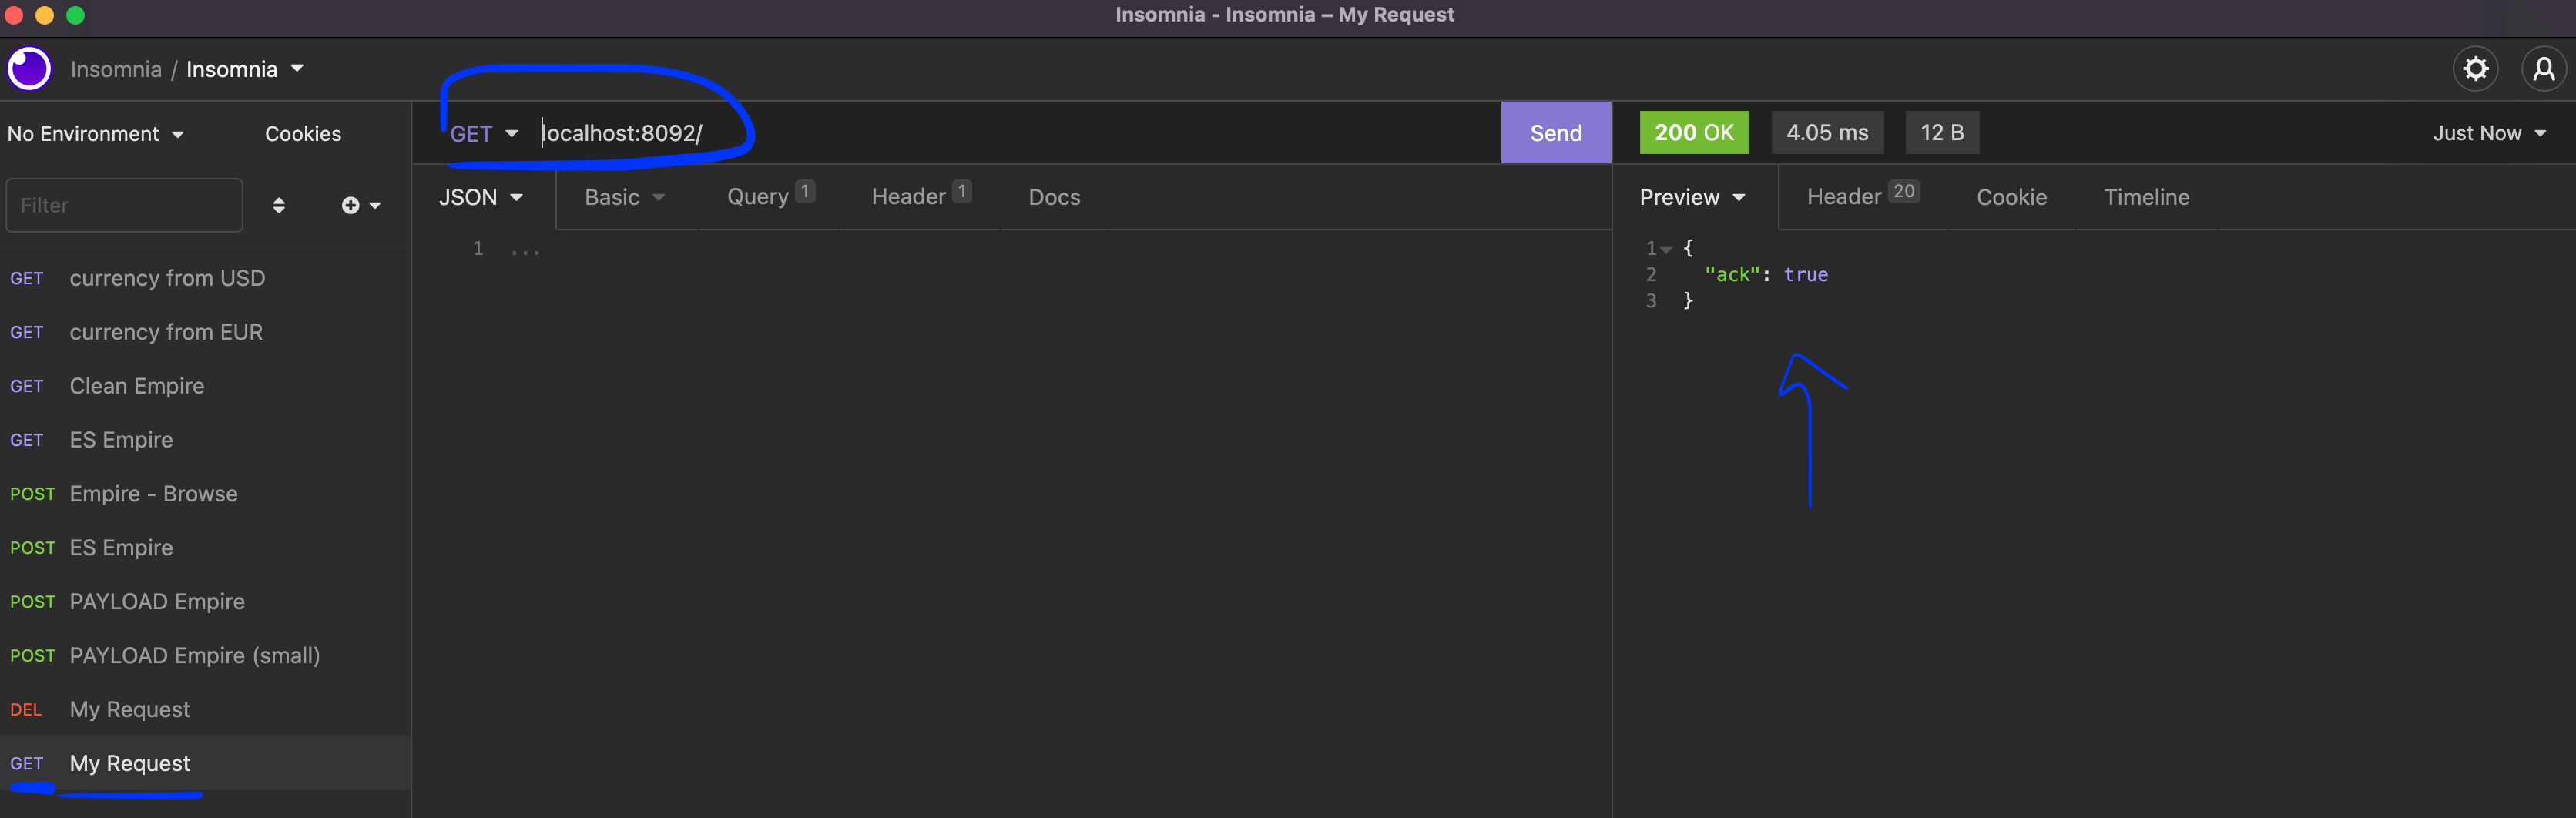 Insomnia - Insomnia – My Request
Insomnia / Insomnia
No Environment
Cookies
GET localhost:8092/
Send
200 OK
4.05 ms
12 B
Just Now
Filter
JSON
Basic
Query 1
Header 1
Docs
Preview
Header 20
Cookie
Timeline
1 ...
1 {
2 "ack": true
3 }
GET currency from USD
GET currency from EUR
GET Clean Empire
GET ES Empire
POST Empire - Browse
POST ES Empire
POST PAYLOAD Empire
POST PAYLOAD Empire (small)
DEL My Request
GET My Request